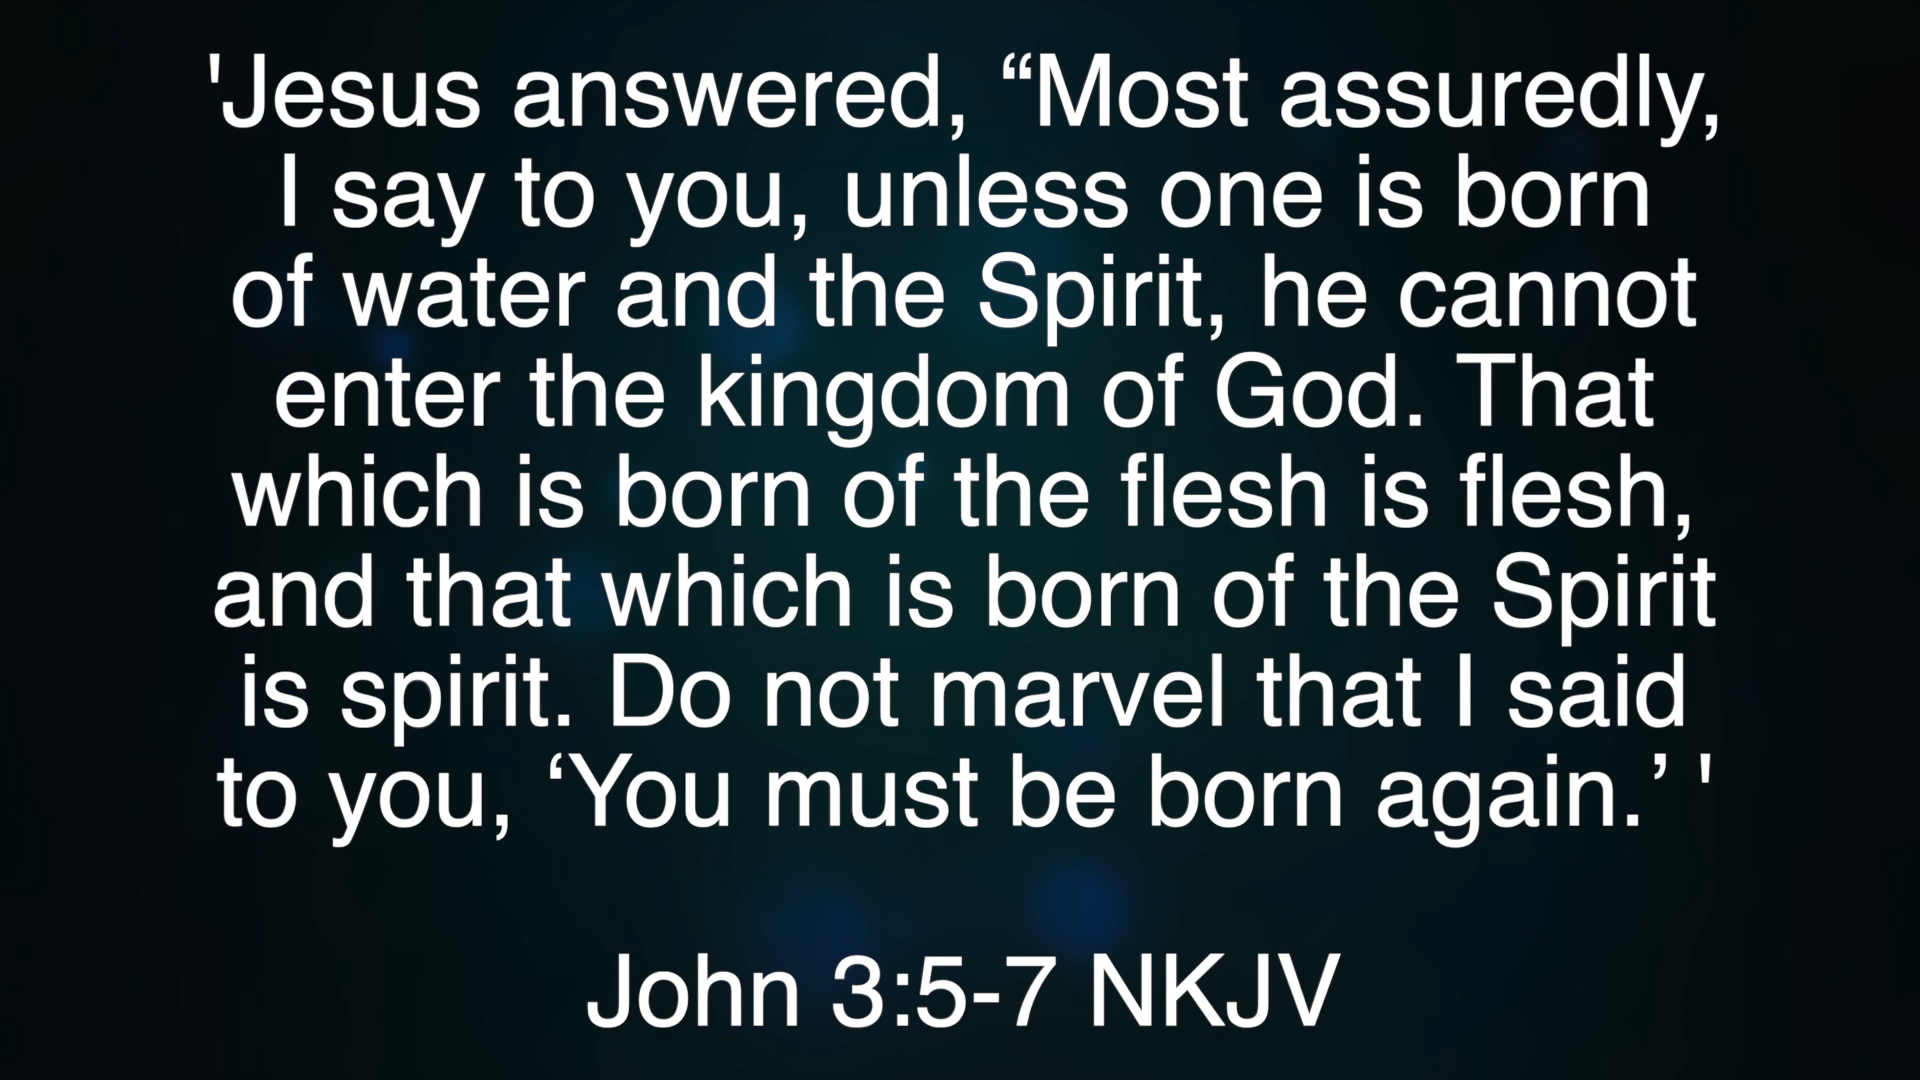 'Jesus answered, “Most assuredly,
I say to you, unless one is born
of water and the Spirit, he cannot
enter the kingdom of God. That
which is born of the flesh is flesh,
and that which is born of the Spirit
is spirit. Do not marvel that I said
to you, ‘You must be born again.’ '
John 3:5-7 NKJV